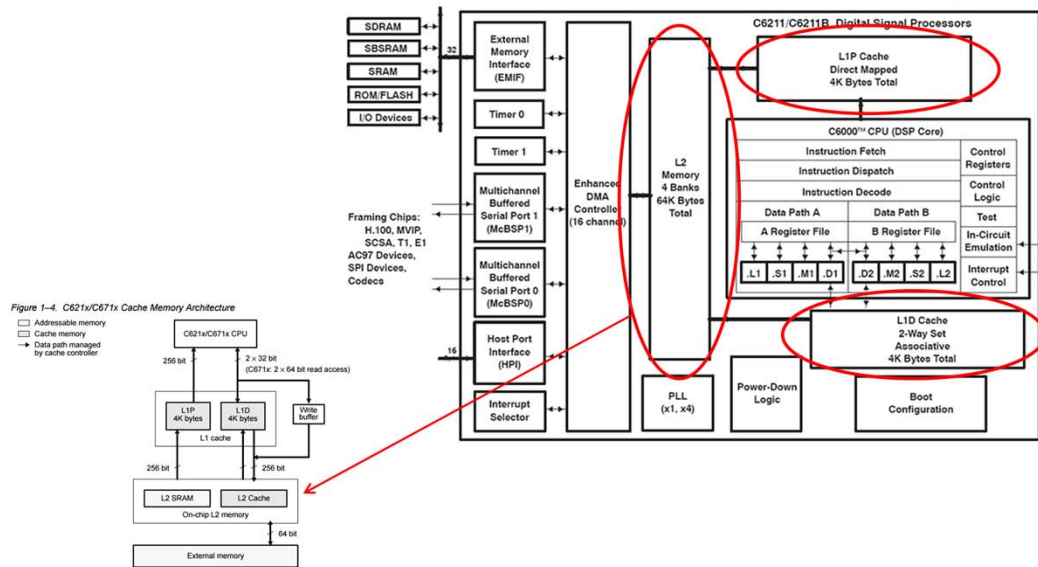 C6211/C6211B Digital Signal Processors
SDRAM
SBSRAM
SRAM
ROM/FLASH
I/O Devices
32
External
Memory
Interface
(EMIF)
Timer 0
Timer 1
Multichannel
Buffered
Serial Port 1
(McBSP1)
Multichannel
Buffered
Serial Port 0
(McBSP0)
16
Host Port
Interface
(HPI)
Interrupt
Selector
Framing Chips:
H.100, MVIP,
SCSA, T1, E1
AC97 Devices,
SPI Devices,
Codecs
Enhanced
DMA
Controller
(16 channel)
L2
Memory
4 Banks
64K Bytes
Total
PLL
(x1, x4)
L1P Cache
Direct Mapped
4K Bytes Total
C6000™ CPU (DSP Core)
Instruction Fetch
Instruction Dispatch
Instruction Decode
Data Path A
Data Path B
A Register File
B Register File
.L1 .S1 .M1 .D1
.D2 .M2 .S2 .L2
Control
Registers
Control
Logic
Test
In-Circuit
Emulation
Interrupt
Control
L1D Cache
2-Way Set
Associative
4K Bytes Total
Power-Down
Logic
Boot
Configuration
Figure 1–4. C621x/C671x Cache Memory Architecture
Addressable memory
Cache memory
Data path managed
by cache controller
C621x/C671x CPU
256 bit
2 × 32 bit
(C671x: 2 × 64 bit read access)
L1P
4K bytes
L1D
4K bytes
Write
buffer
L1 cache
256 bit
256 bit
L2 SRAM
L2 Cache
On-chip L2 memory
64 bit
External memory